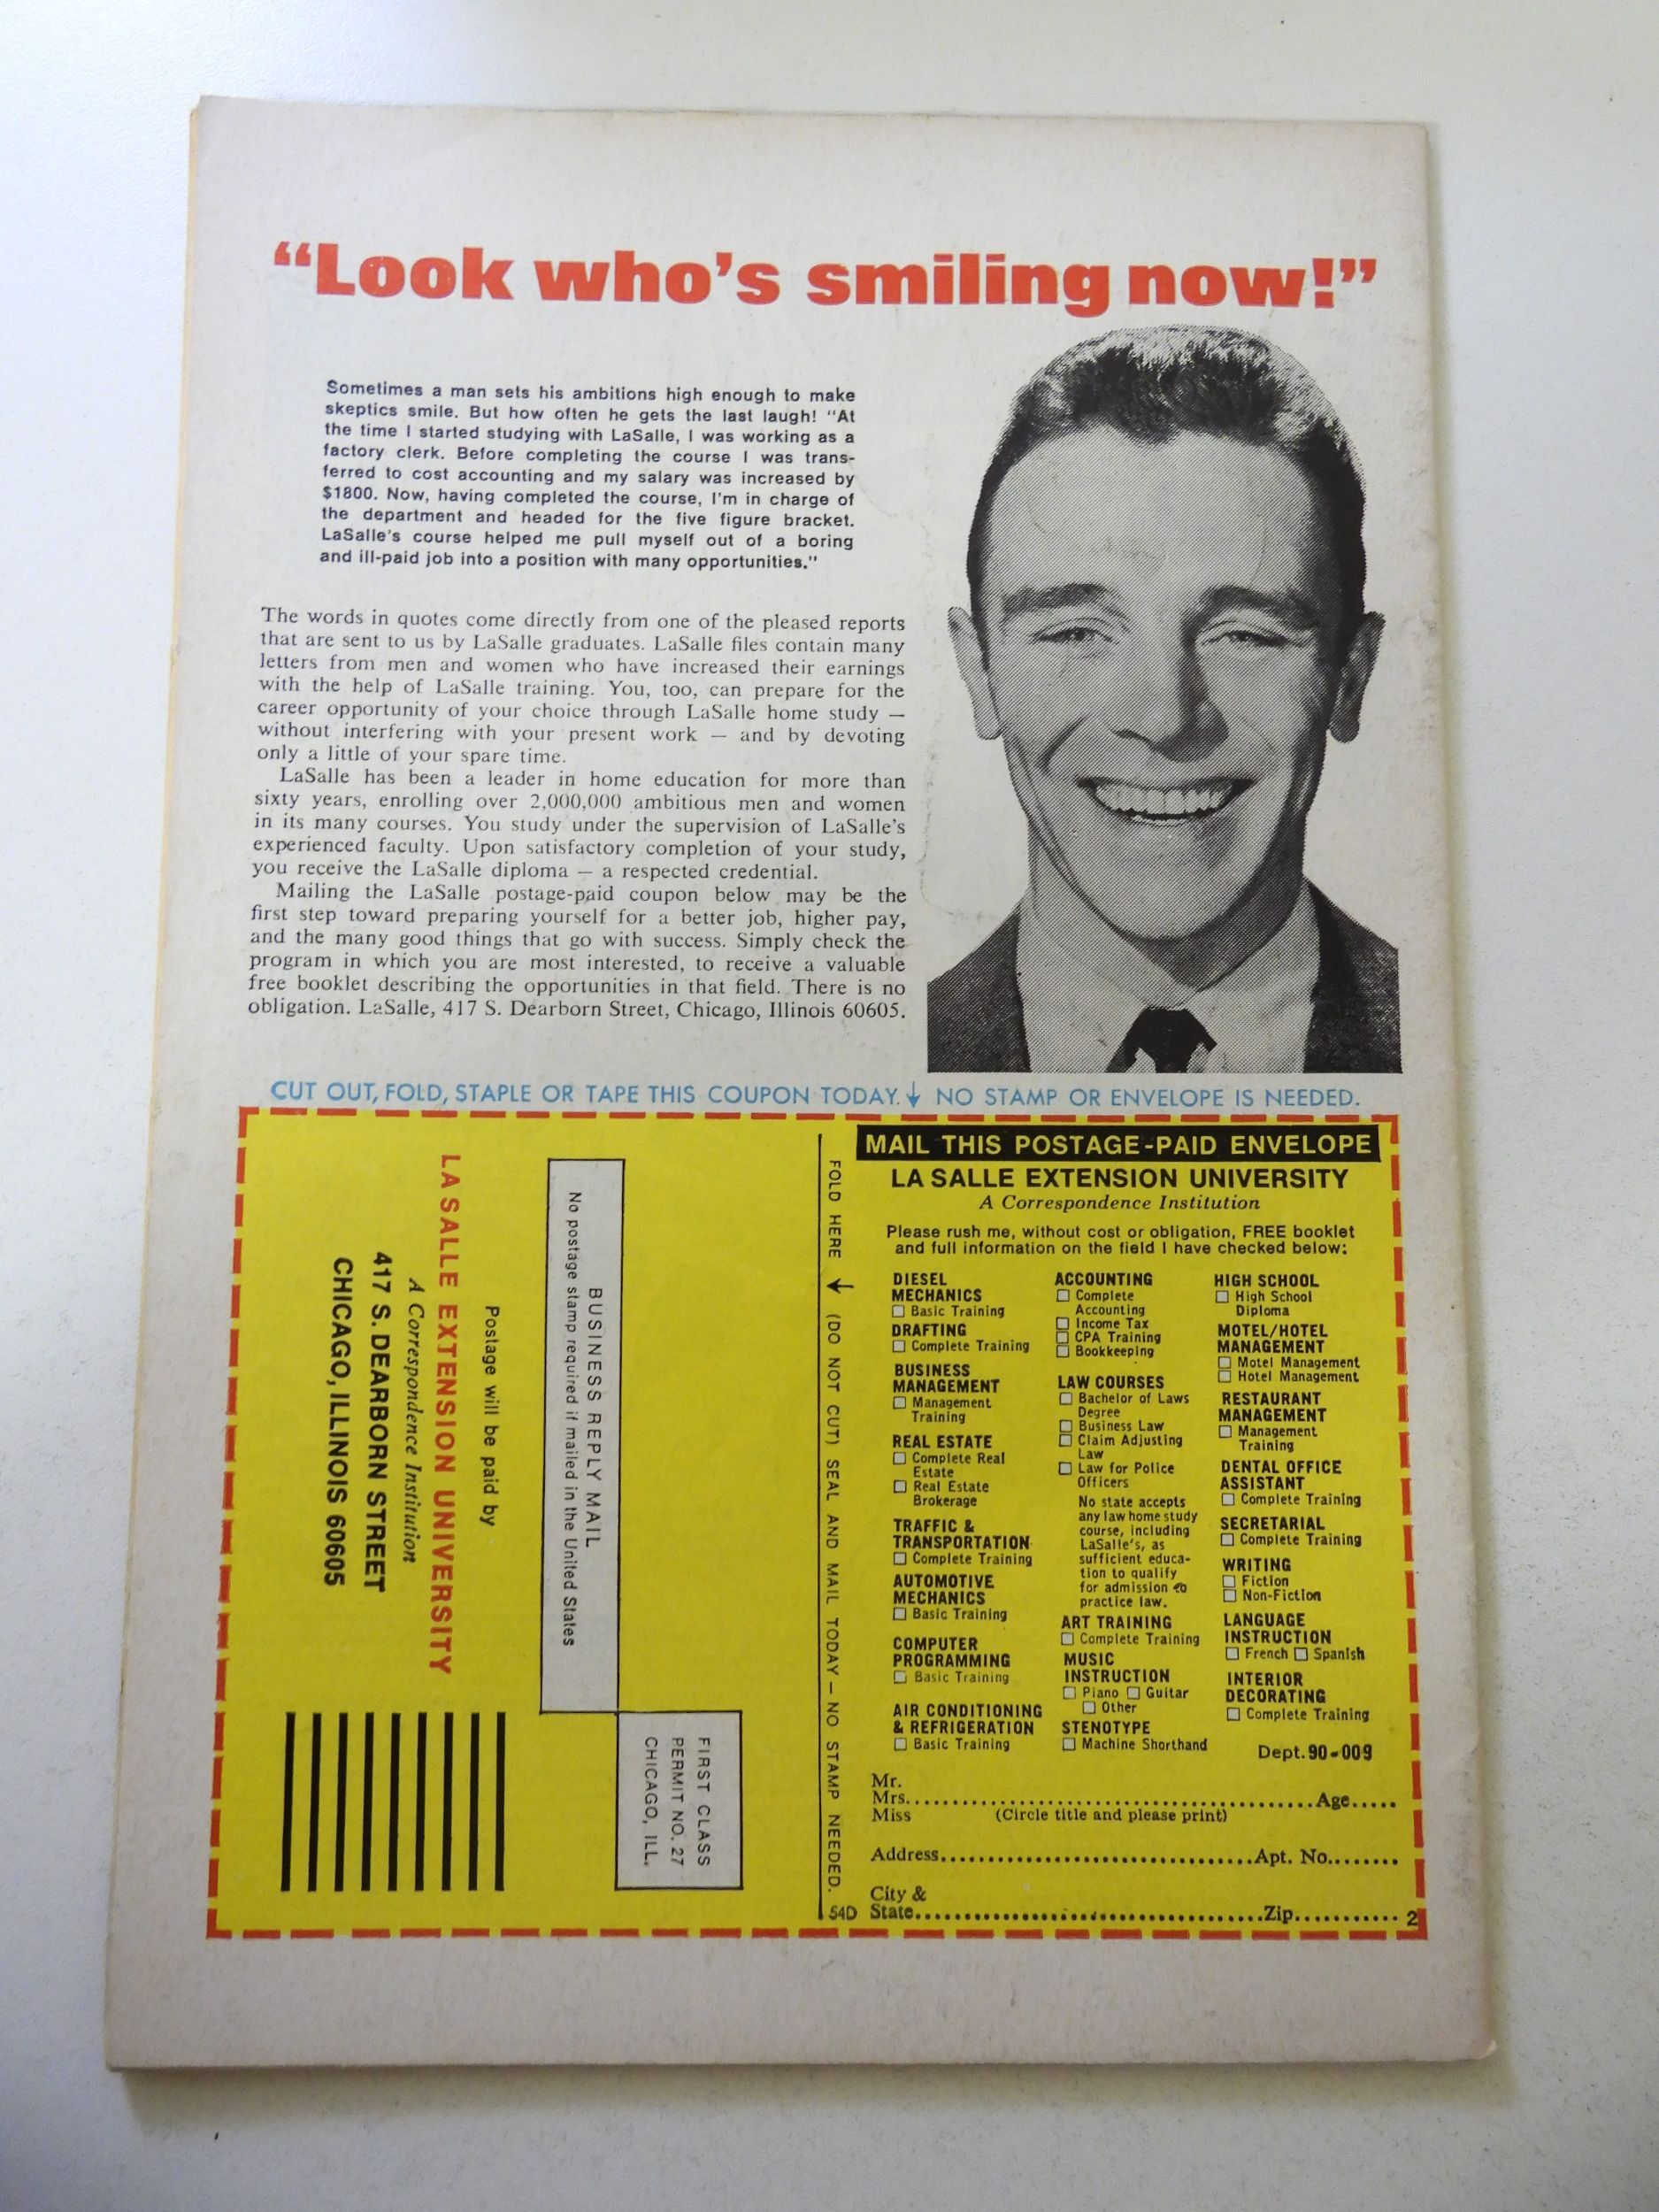 “Look who’s smiling now!”
Sometimes a man sets his ambitions high enough to make
skeptics smile. But how often he gets the last laugh! “At
the time I started studying with LaSalle, I was working as a
factory clerk. Before completing the course I was trans-
ferred to cost accounting and my salary was increased by
$1800. Now, having completed the course, I’m in charge of
the department and headed for the five figure bracket.
LaSalle’s course helped me pull myself out of a boring
and ill-paid job into a position with many opportunities.”
The words in quotes come directly from one of the pleased reports
that are sent to us by LaSalle graduates. LaSalle files contain many
letters from men and women who have increased their earnings
with the help of LaSalle training. You, too, can prepare for the
career opportunity of your choice through LaSalle home study —
without interfering with your present work — and by devoting
only a little of your spare time.
LaSalle has been a leader in home education for more than
sixty years, enrolling over 2,000,000 ambitious men and women
in its many courses. You study under the supervision of LaSalle’s
experienced faculty. Upon satisfactory completion of your study,
you receive the LaSalle diploma — a respected credential.
Mailing the LaSalle postage-paid coupon below may be the
first step toward preparing yourself for a better job, higher pay,
and the many good things that go with success. Simply check the
program in which you are most interested, to receive a valuable
free booklet describing the opportunities in that field. There is no
obligation. LaSalle, 417 S. Dearborn Street, Chicago, Illinois 60605.
CUT OUT, FOLD, STAPLE OR TAPE THIS COUPON TODAY. ↓ NO STAMP OR ENVELOPE IS NEEDED.
FIRST CLASS
PERMIT NO. 27
CHICAGO, ILL.
BUSINESS REPLY MAIL
No postage stamp required if mailed in the United States
Postage will be paid by
LA SALLE EXTENSION UNIVERSITY
A Correspondence Institution
417 S. DEARBORN STREET
CHICAGO, ILLINOIS 60605
FOLD HERE ↓ (DO NOT CUT) SEAL AND MAIL TODAY — NO STAMP NEEDED.
MAIL THIS POSTAGE-PAID ENVELOPE
LA SALLE EXTENSION UNIVERSITY
A Correspondence Institution
Please rush me, without cost or obligation, FREE booklet
and full information on the field I have checked below:
DIESEL
MECHANICS
☐ Basic Training
DRAFTING
☐ Complete Training
BUSINESS
MANAGEMENT
☐ Management
Training
REAL ESTATE
☐ Complete Real
Estate
☐ Real Estate
Brokerage
TRAFFIC &
TRANSPORTATION
☐ Complete Training
AUTOMOTIVE
MECHANICS
☐ Basic Training
COMPUTER
PROGRAMMING
☐ Basic Training
AIR CONDITIONING
& REFRIGERATION
☐ Basic Training
ACCOUNTING
☐ Complete
Accounting
☐ Income Tax
☐ CPA Training
☐ Bookkeeping
LAW COURSES
☐ Bachelor of Laws
Degree
☐ Business Law
☐ Claim Adjusting
Law
☐ Law for Police
Officers
No state accepts
any law home study
course, including
LaSalle’s, as
sufficient educa-
tion to qualify
for admission to
practice law.
ART TRAINING
☐ Complete Training
MUSIC
INSTRUCTION
☐ Piano ☐ Guitar
☐ Other
STENOTYPE
☐ Machine Shorthand
HIGH SCHOOL
☐ High School
Diploma
MOTEL/HOTEL
MANAGEMENT
☐ Motel Management
☐ Hotel Management
RESTAURANT
MANAGEMENT
☐ Management
Training
DENTAL OFFICE
ASSISTANT
☐ Complete Training
SECRETARIAL
☐ Complete Training
WRITING
☐ Fiction
☐ Non-Fiction
LANGUAGE
INSTRUCTION
☐ French ☐ Spanish
INTERIOR
DECORATING
☐ Complete Training
Dept. 90-009
Mr.
Mrs. Age
Miss (Circle title and please print)
Address Apt. No.
City &
54D State Zip 2